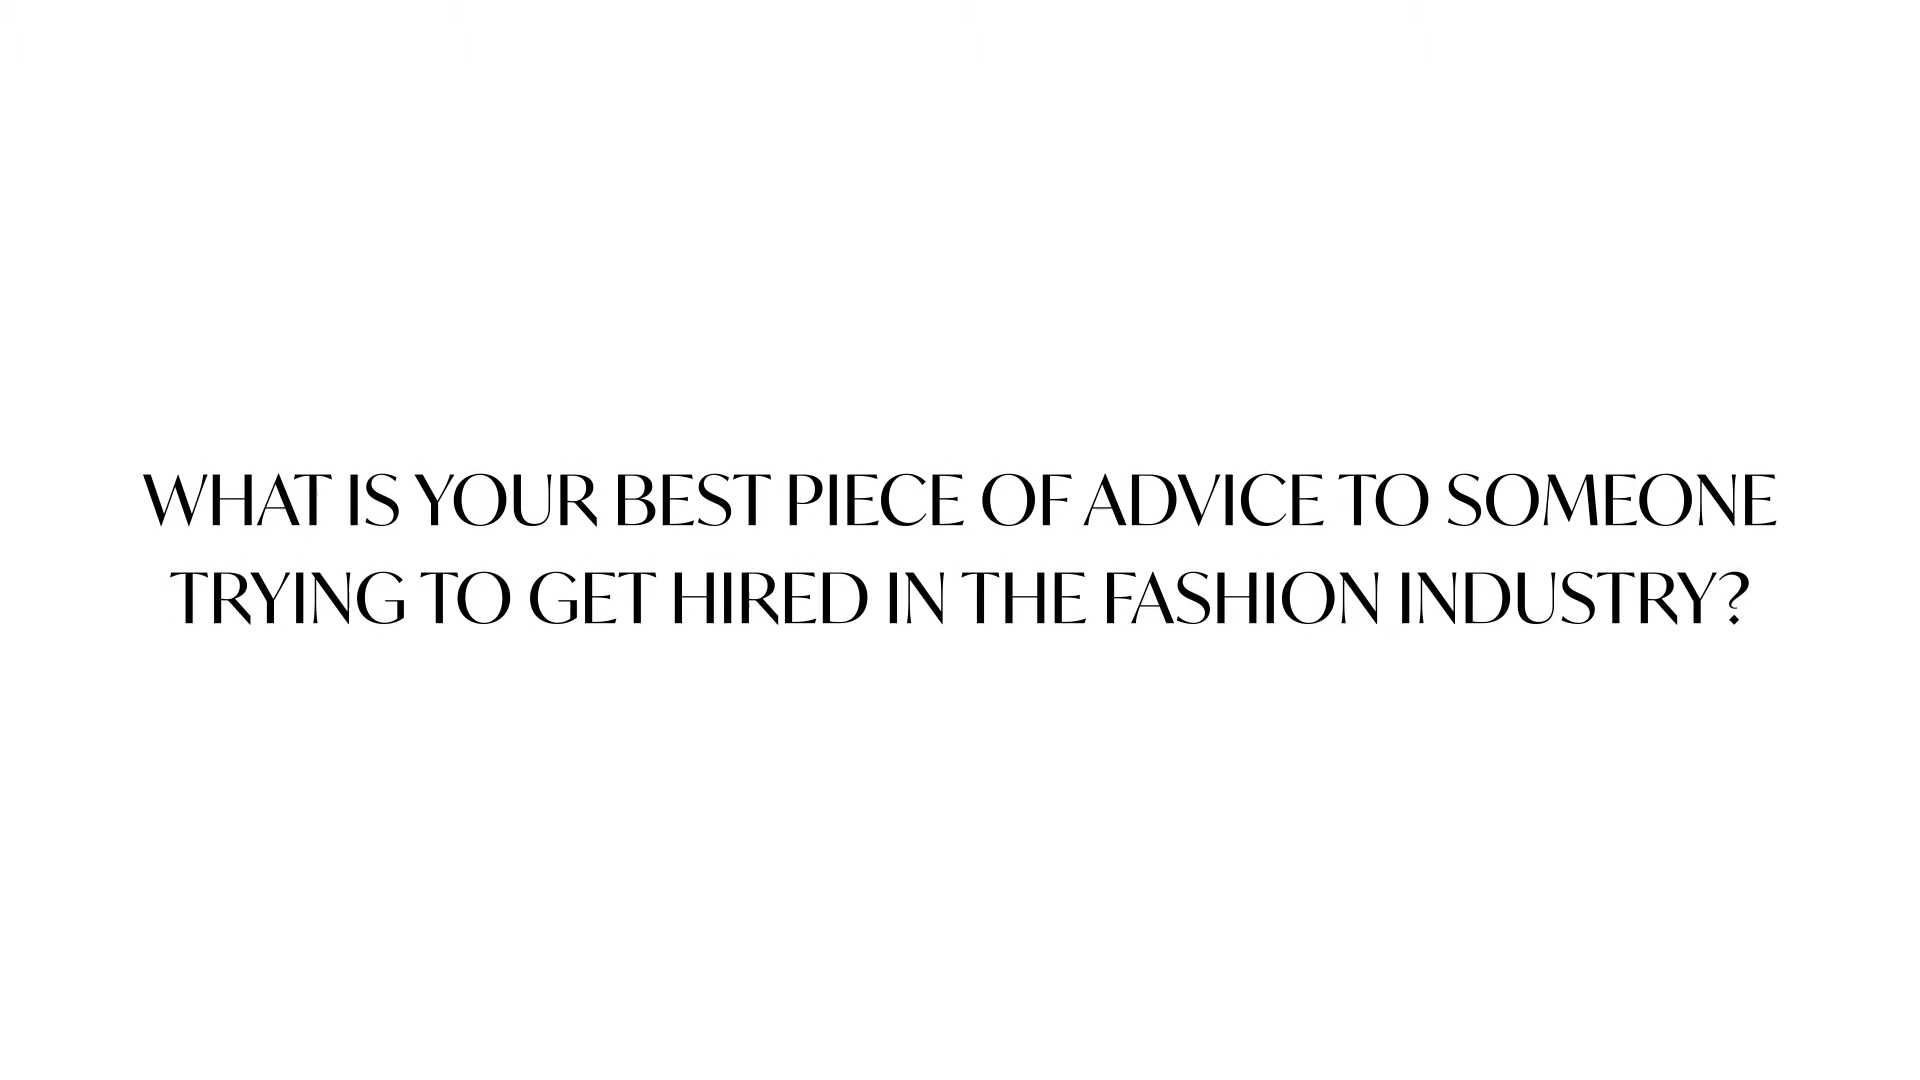 WHAT IS YOUR BEST PIECE OF ADVICE TO SOMEONE
TRYING TO GET HIRED IN THE FASHION INDUSTRY?